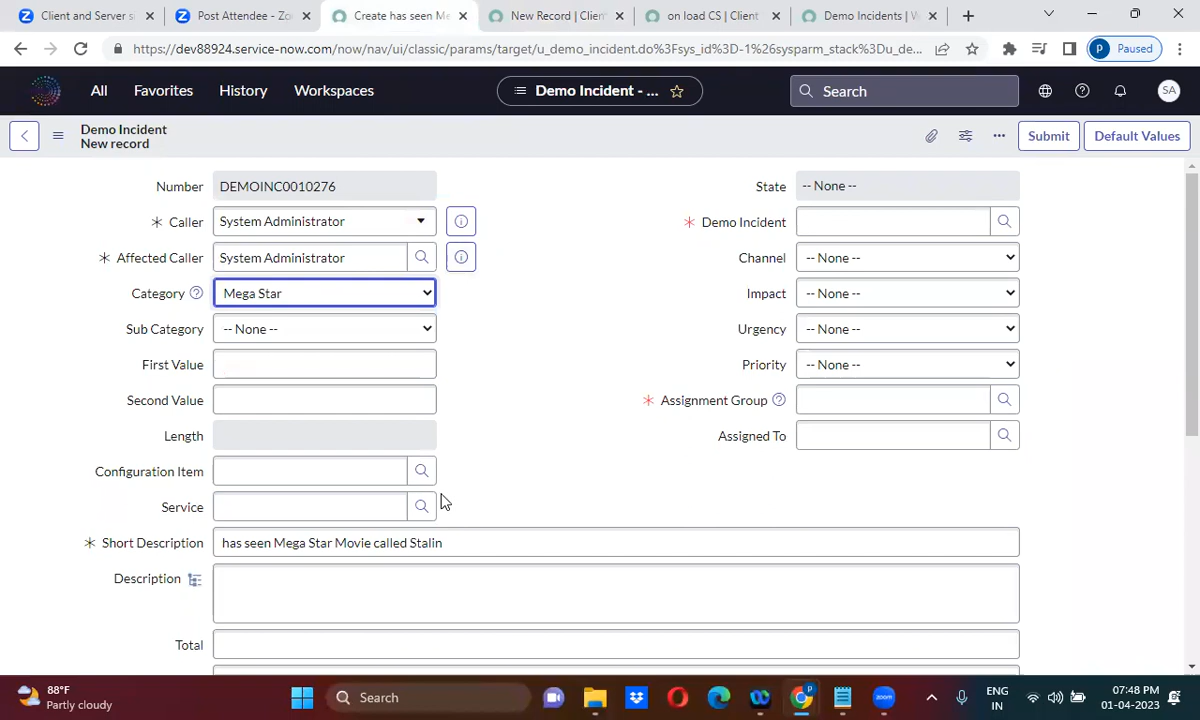 Client and Server s
Post Attendee - Zo
Create has seen Me
New Record | Client
on load CS | Client
Demo Incidents | W
https://dev88924.service-now.com/now/nav/ui/classic/params/target/u_demo_incident.do%3Fsys_id%3D-1%26sysparm_stack%3Du_de...
P Paused
All Favorites History Workspaces
Demo Incident - ...
Search
SA
Demo Incident
New record
Submit
Default Values
Number DEMOINC0010276
State -- None --
* Caller System Administrator
* Demo Incident
* Affected Caller System Administrator
Channel -- None --
Category Mega Star
Impact -- None --
Sub Category -- None --
Urgency -- None --
First Value
Priority -- None --
Second Value
* Assignment Group
Length
Assigned To
Configuration Item
Service
* Short Description has seen Mega Star Movie called Stalin
Description
Total
88°F
Partly cloudy
Search
zoom
ENG
IN
07:48 PM
01-04-2023